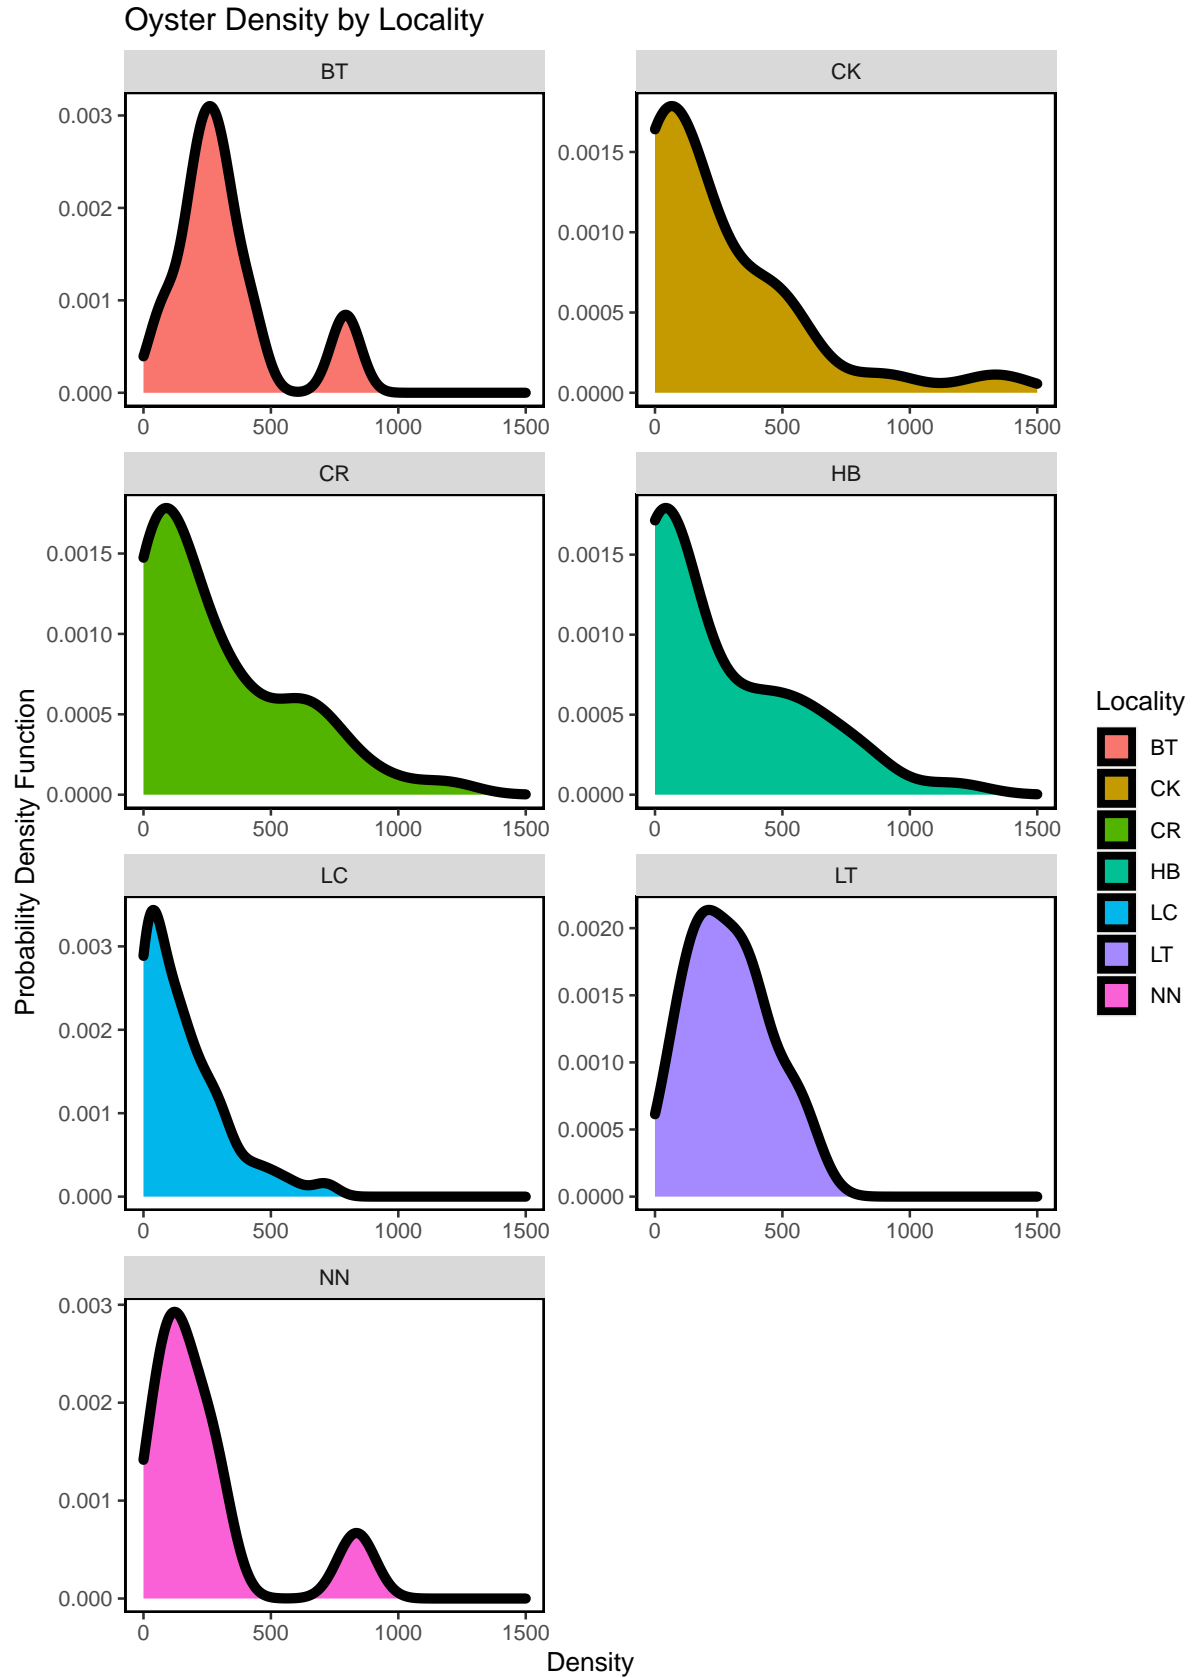 Oyster Density by Locality
BT
0.003
0.002
0.001
0.000
0 500 1000 1500
CK
0.0015
0.0010
0.0005
0.0000
0 500 1000 1500
CR
0.0015
0.0010
0.0005
0.0000
0 500 1000 1500
HB
0.0015
0.0010
0.0005
0.0000
0 500 1000 1500
LC
0.003
0.002
0.001
0.000
0 500 1000 1500
LT
0.0020
0.0015
0.0010
0.0005
0.0000
0 500 1000 1500
NN
0.003
0.002
0.001
0.000
0 500 1000 1500
Probability Density Function
Density
Locality
BT
CK
CR
HB
LC
LT
NN